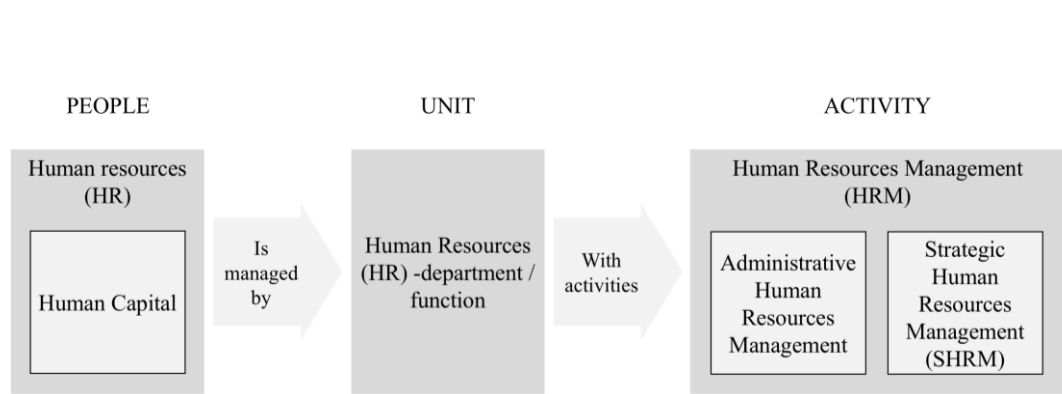 PEOPLE
UNIT
ACTIVITY
Human resources
(HR)
Human Capital
Is
managed
by
Human Resources
(HR) -department /
function
With
activities
Human Resources Management
(HRM)
Administrative
Human
Resources
Management
Strategic
Human
Resources
Management
(SHRM)